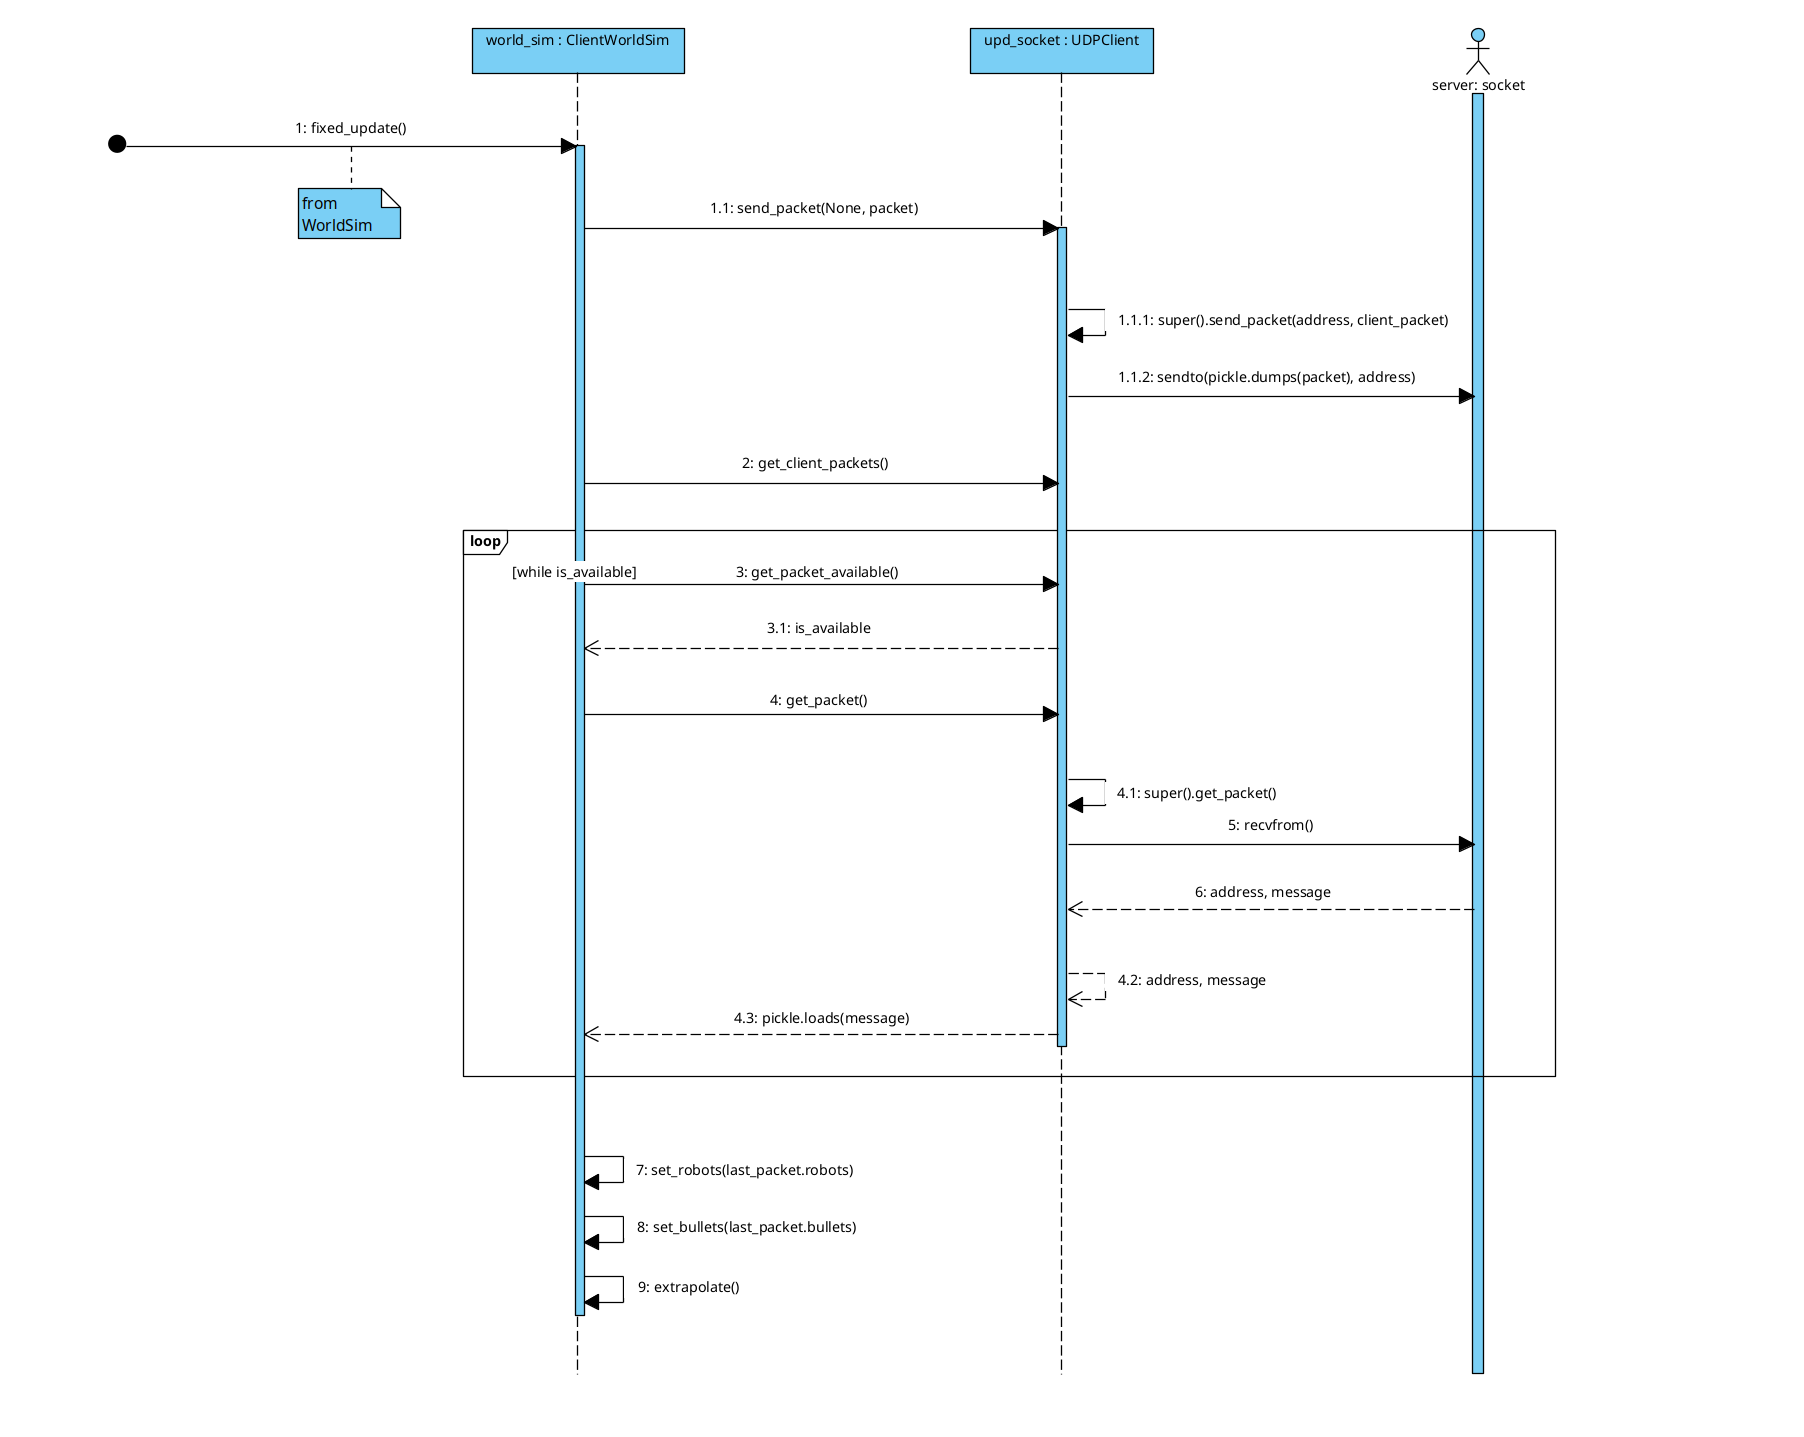 world_sim : ClientWorldSim
upd_socket : UDPClient
server: socket
1: fixed_update()
from
WorldSim
1.1: send_packet(None, packet)
1.1.1: super().send_packet(address, client_packet)
1.1.2: sendto(pickle.dumps(packet), address)
2: get_client_packets()
loop
[while is_available]
3: get_packet_available()
3.1: is_available
4: get_packet()
4.1: super().get_packet()
5: recvfrom()
6: address, message
4.2: address, message
4.3: pickle.loads(message)
7: set_robots(last_packet.robots)
8: set_bullets(last_packet.bullets)
9: extrapolate()